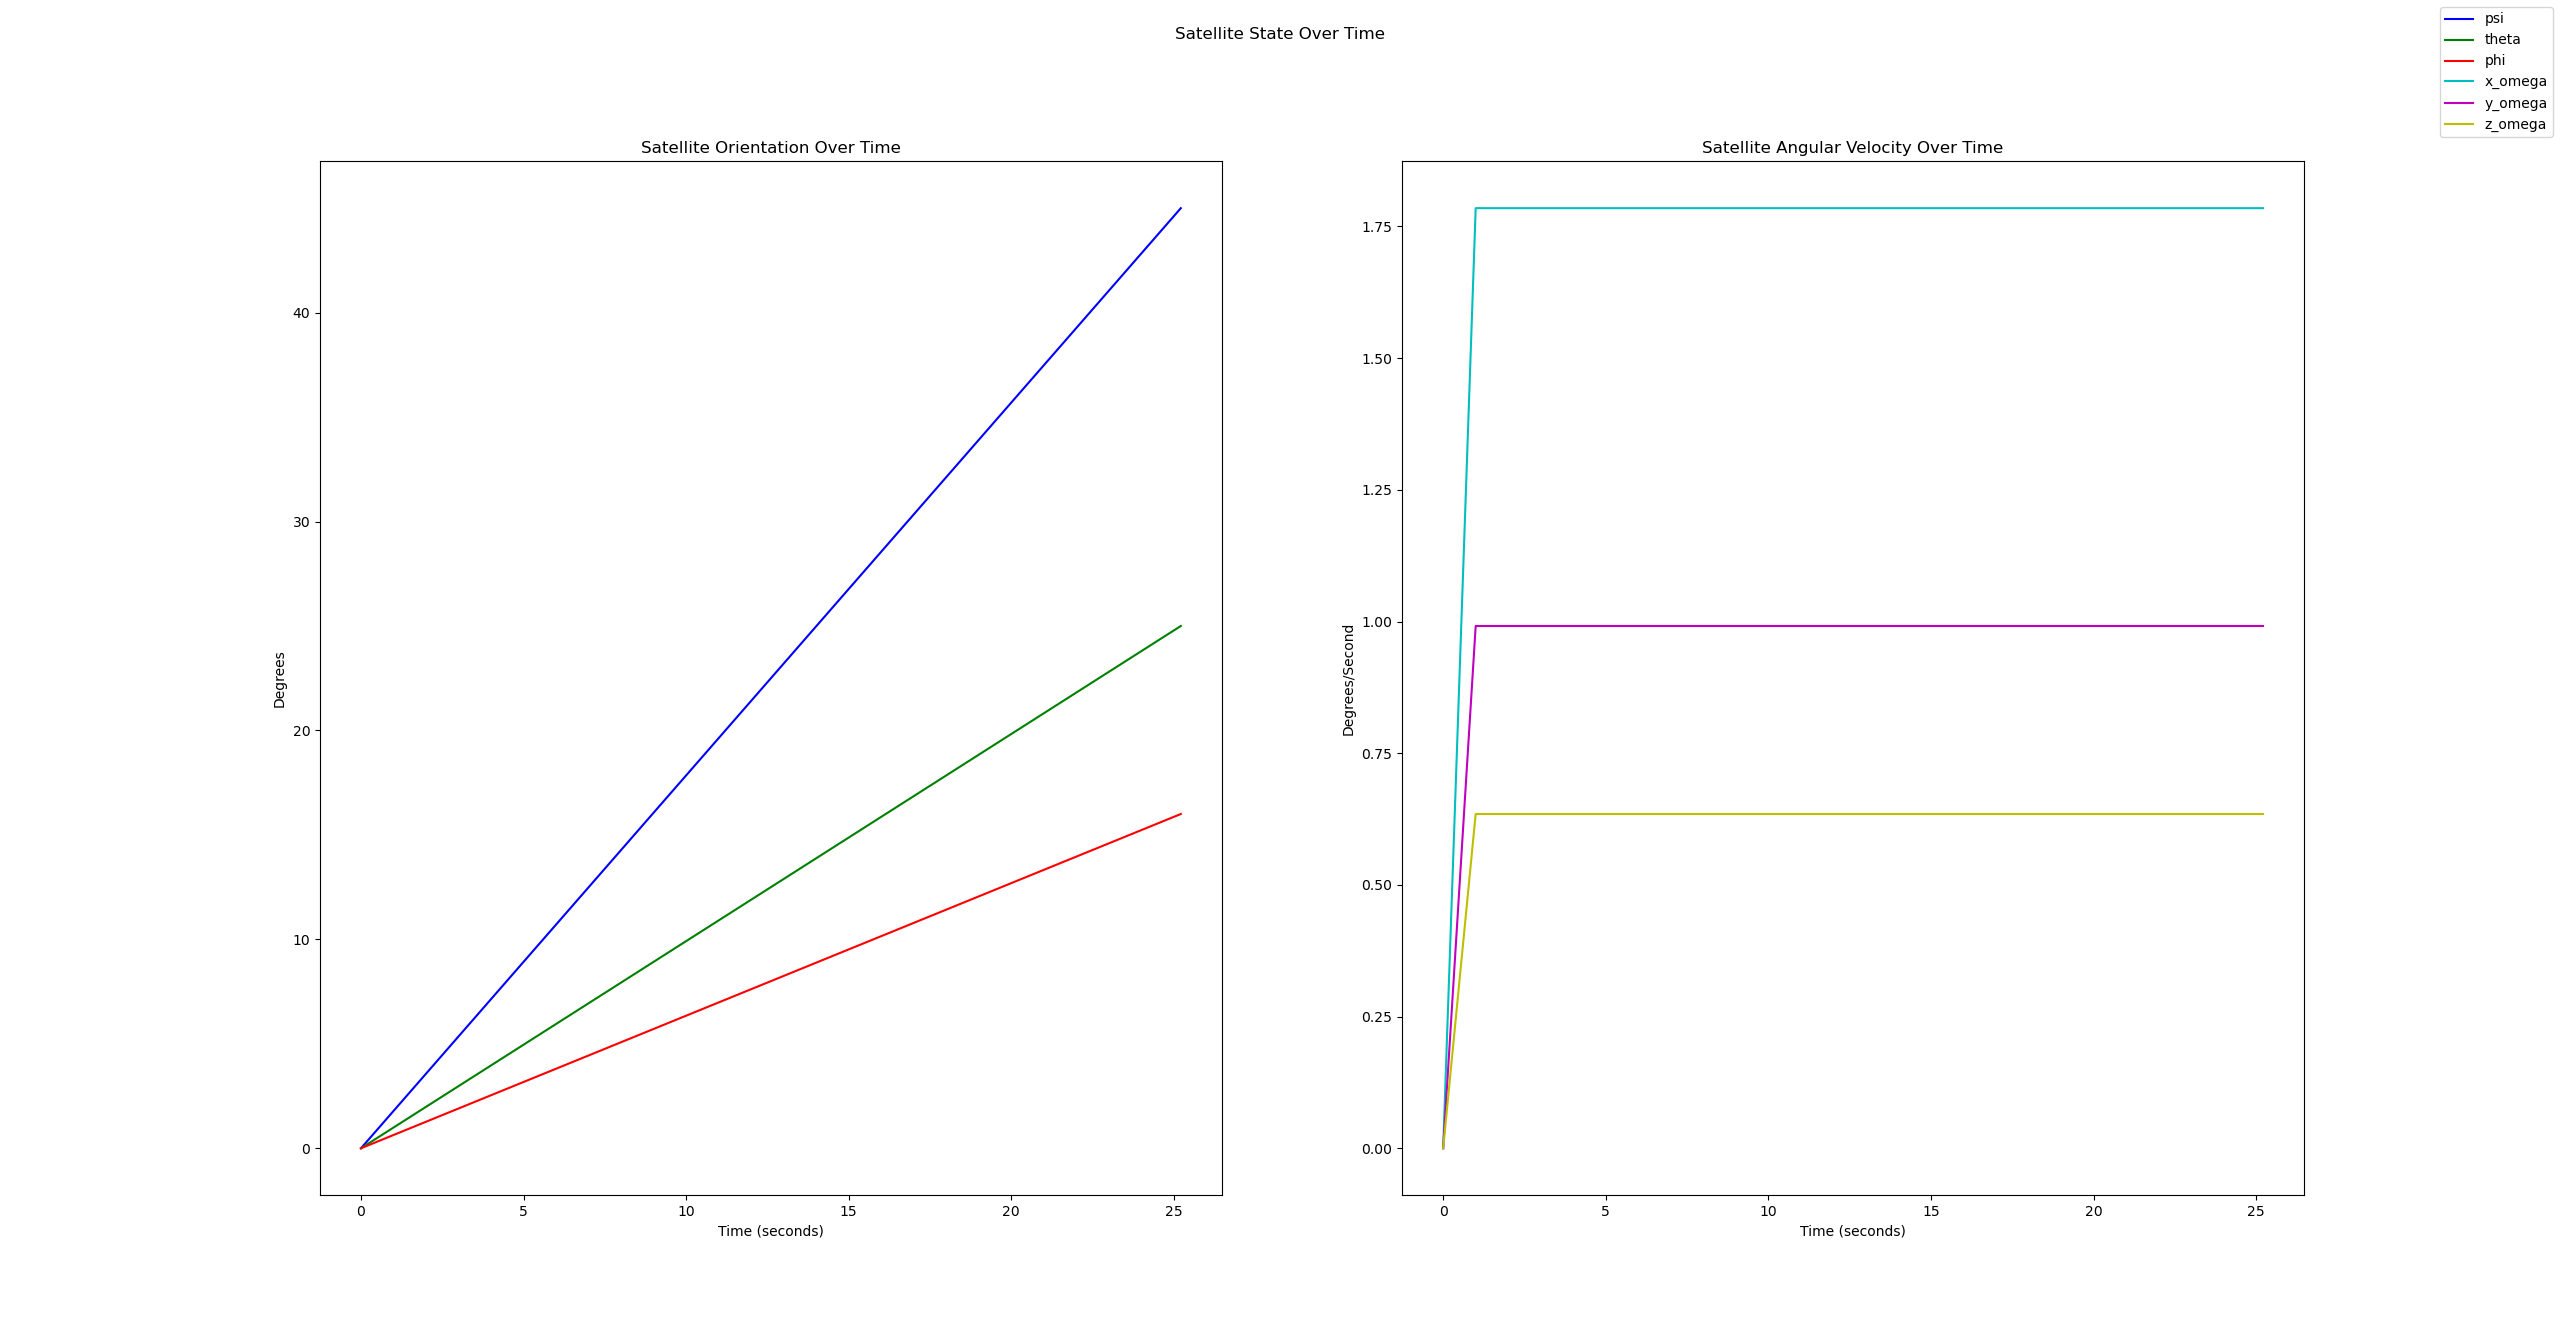 Satellite State Over Time
psi
theta
phi
x_omega
y_omega
z_omega
Satellite Orientation Over Time
40
30
20
10
0
Degrees
0 5 10 15 20 25
Time (seconds)
Satellite Angular Velocity Over Time
1.75
1.50
1.25
1.00
0.75
0.50
0.25
0.00
Degrees/Second
0 5 10 15 20 25
Time (seconds)